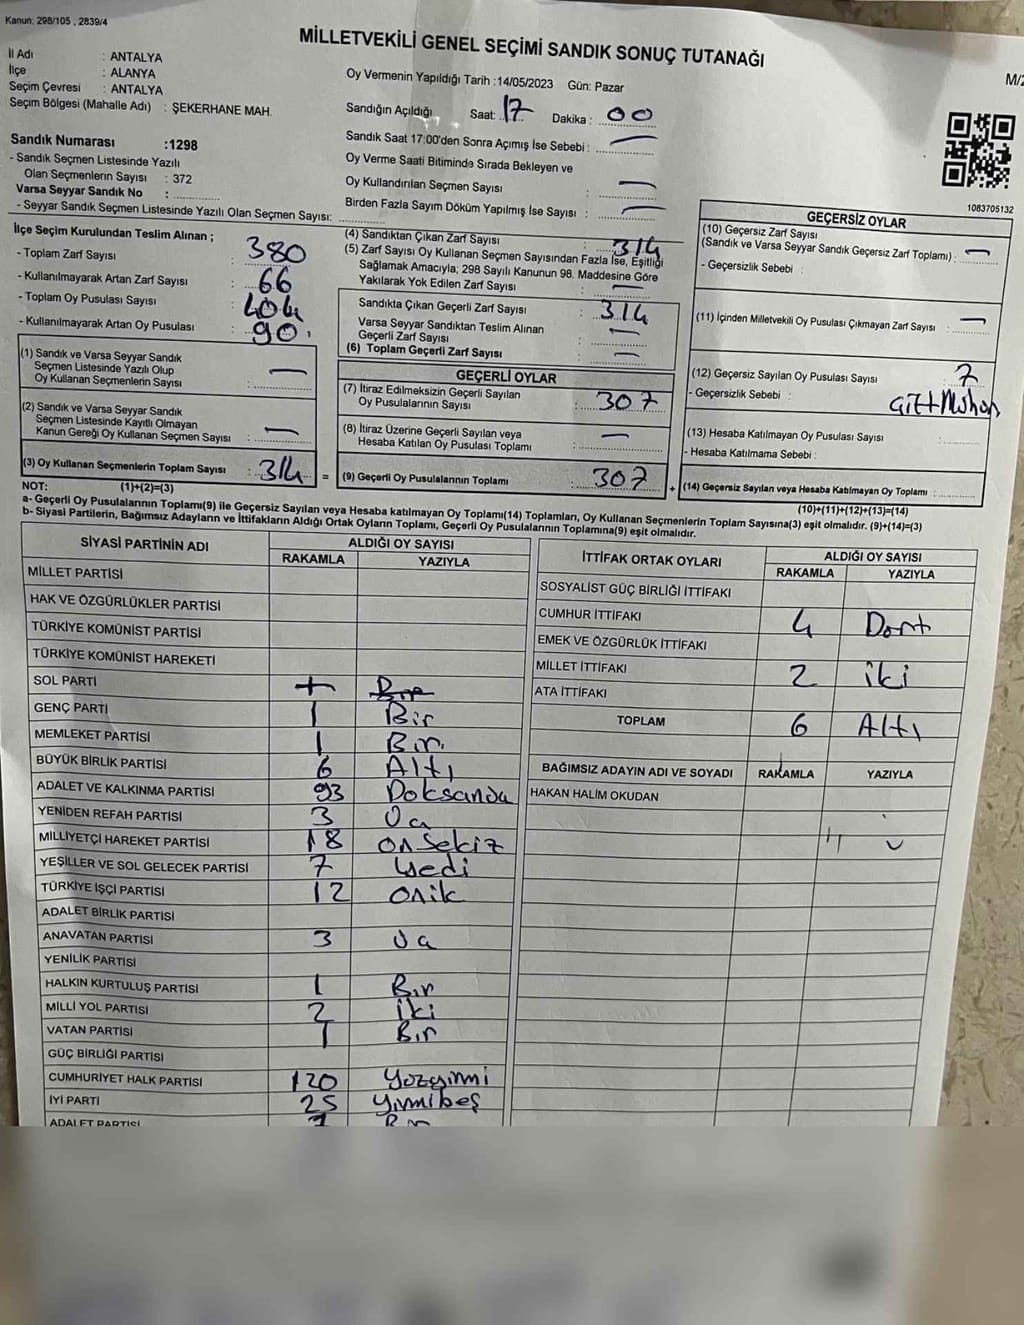 Kanun: 298/105 , 2839/4
MİLLETVEKİLİ GENEL SEÇİMİ SANDIK SONUÇ TUTANAĞI
M/2
İl Adı : ANTALYA
İlçe : ALANYA
Seçim Çevresi : ANTALYA
Seçim Bölgesi (Mahalle Adı) : ŞEKERHANE MAH.
Oy Vermenin Yapıldığı Tarih :14/05/2023 Gün: Pazar
Sandığın Açıldığı Saat: 17 Dakika : 00
Sandık Saat 17:00'den Sonra Açımış İse Sebebi : —
Oy Verme Saati Bitiminde Sırada Bekleyen ve
Oy Kullandırılan Seçmen Sayısı : —
Birden Fazla Sayım Döküm Yapılmış İse Sayısı : —
Sandık Numarası :1298
- Sandık Seçmen Listesinde Yazılı
Olan Seçmenlerin Sayısı : 372
Varsa Seyyar Sandık No :
- Seyyar Sandık Seçmen Listesinde Yazılı Olan Seçmen Sayısı:
1083705132
İlçe Seçim Kurulundan Teslim Alınan ;
- Toplam Zarf Sayısı : 380
- Kullanılmayarak Artan Zarf Sayısı : 66
- Toplam Oy Pusulası Sayısı : 404
- Kullanılmayarak Artan Oy Pusulası : 90
(1) Sandık ve Varsa Seyyar Sandık
Seçmen Listesinde Yazılı Olup
Oy Kullanan Seçmenlerin Sayısı : —
(2) Sandık ve Varsa Seyyar Sandık
Seçmen Listesinde Kayıtlı Olmayan
Kanun Gereği Oy Kullanan Seçmen Sayısı : —
(3) Oy Kullanan Seçmenlerin Toplam Sayısı : 314
(4) Sandıktan Çıkan Zarf Sayısı : 314
(5) Zarf Sayısı Oy Kullanan Seçmen Sayısından Fazla İse, Eşitliği
Sağlamak Amacıyla; 298 Sayılı Kanunun 98. Maddesine Göre
Yakılarak Yok Edilen Zarf Sayısı : —
Sandıkta Çıkan Geçerli Zarf Sayısı : 314
Varsa Seyyar Sandıktan Teslim Alınan
Geçerli Zarf Sayısı : —
(6) Toplam Geçerli Zarf Sayısı : —
GEÇERLİ OYLAR
(7) İtiraz Edilmeksizin Geçerli Sayılan
Oy Pusulalarının Sayısı : 307
(8) İtiraz Üzerine Geçerli Sayılan veya
Hesaba Katılan Oy Pusulası Toplamı : —
= (9) Geçerli Oy Pusulalarının Toplamı : 307
GEÇERSİZ OYLAR
(10) Geçersiz Zarf Sayısı
(Sandık ve Varsa Seyyar Sandık Geçersiz Zarf Toplamı) : —
- Geçersizlik Sebebi :
(11) İçinden Milletvekili Oy Pusulası Çıkmayan Zarf Sayısı : —
(12) Geçersiz Sayılan Oy Pusulası Sayısı : 7
- Geçersizlik Sebebi :
(13) Hesaba Katılmayan Oy Pusulası Sayısı :
- Hesaba Katılmama Sebebi :
+ (14) Geçersiz Sayılan veya Hesaba Katılmayan Oy Toplamı :
NOT: (1)+(2)=(3)
(10)+(11)+(12)+(13)=(14)
a- Geçerli Oy Pusulalarının Toplamı(9) ile Geçersiz Sayılan veya Hesaba Katılmayan Oy Toplamı(14) Toplamları, Oy Kullanan Seçmenlerin Toplam Sayısına(3) eşit olmalıdır. (9)+(14)=(3)
b- Siyasi Partilerin, Bağımsız Adayların ve İttifakların Aldığı Ortak Oyların Toplamı, Geçerli Oy Pusulalarının Toplamına(9) eşit olmalıdır.
SİYASİ PARTİNİN ADI ALDIĞI OY SAYISI
RAKAMLA YAZIYLA
MİLLET PARTİSİ
HAK VE ÖZGÜRLÜKLER PARTİSİ
TÜRKİYE KOMÜNİST PARTİSİ
TÜRKİYE KOMÜNİST HAREKETİ
SOL PARTİ
GENÇ PARTİ 1 Bir
MEMLEKET PARTİSİ 1 Bir.
BÜYÜK BİRLİK PARTİSİ 6 Altı
ADALET VE KALKINMA PARTİSİ 93
YENİDEN REFAH PARTİSİ 3
MİLLİYETÇİ HAREKET PARTİSİ 18 onsekiz
YEŞİLLER VE SOL GELECEK PARTİSİ 7 yedi
TÜRKİYE İŞÇİ PARTİSİ 12 onik
ADALET BİRLİK PARTİSİ
ANAVATAN PARTİSİ 3
YENİLİK PARTİSİ
HALKIN KURTULUŞ PARTİSİ 1 Bir
MİLLİ YOL PARTİSİ 2 iki
VATAN PARTİSİ 1 Bir
GÜÇ BİRLİĞİ PARTİSİ
CUMHURİYET HALK PARTİSİ 120 Yüzyirmi
İYİ PARTİ 25 Yirmibeş
ADALET PARTİSİ
İTTİFAK ORTAK OYLARI ALDIĞI OY SAYISI
RAKAMLA YAZIYLA
SOSYALİST GÜÇ BİRLİĞİ İTTİFAKI
CUMHUR İTTİFAKI 4 Dört
EMEK VE ÖZGÜRLÜK İTTİFAKI
MİLLET İTTİFAKI 2 iki
ATA İTTİFAKI
TOPLAM 6 Altı
BAĞIMSIZ ADAYIN ADI VE SOYADI RAKAMLA YAZIYLA
HAKAN HALİM OKUDAN